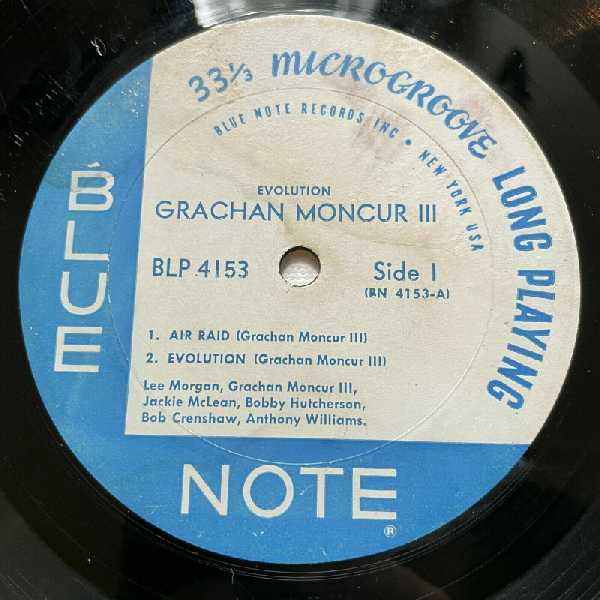 33⅓ MICROGROOVE LONG PLAYING
BLUE NOTE RECORDS INC • NEW YORK USA
EVOLUTION
GRACHAN MONCUR III
BLP 4153
Side 1
(BN 4153-A)
1. AIR RAID (Grachan Moncur III)
2. EVOLUTION (Grachan Moncur III)
Lee Morgan, Grachan Moncur III,
Jackie McLean, Bobby Hutcherson,
Bob Crenshaw, Anthony Williams.
BLUE
NOTE
®